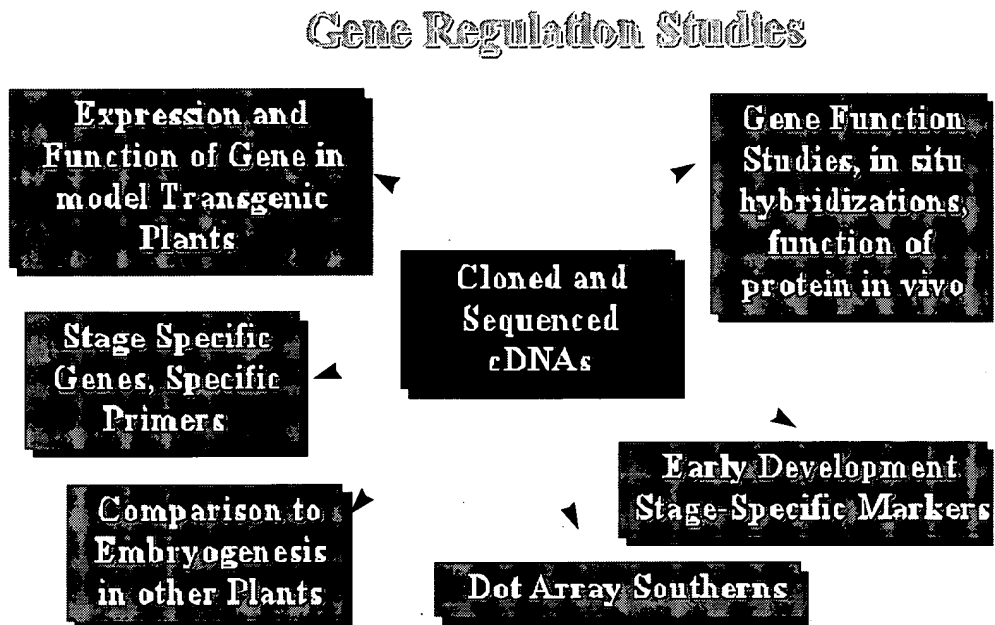 Gene Regulation Studies
Expression and
Function of Gene in
model Transgenic
Plants
Gene Function
Studies, in situ
hybridizations,
function of
protein in vivo
Cloned and
Sequenced
cDNAs
Stage Specific
Genes, Specific
Primers
Early Development
Stage-Specific Markers
Comparison to
Embryogenesis
in other Plants
Dot Array Southerns